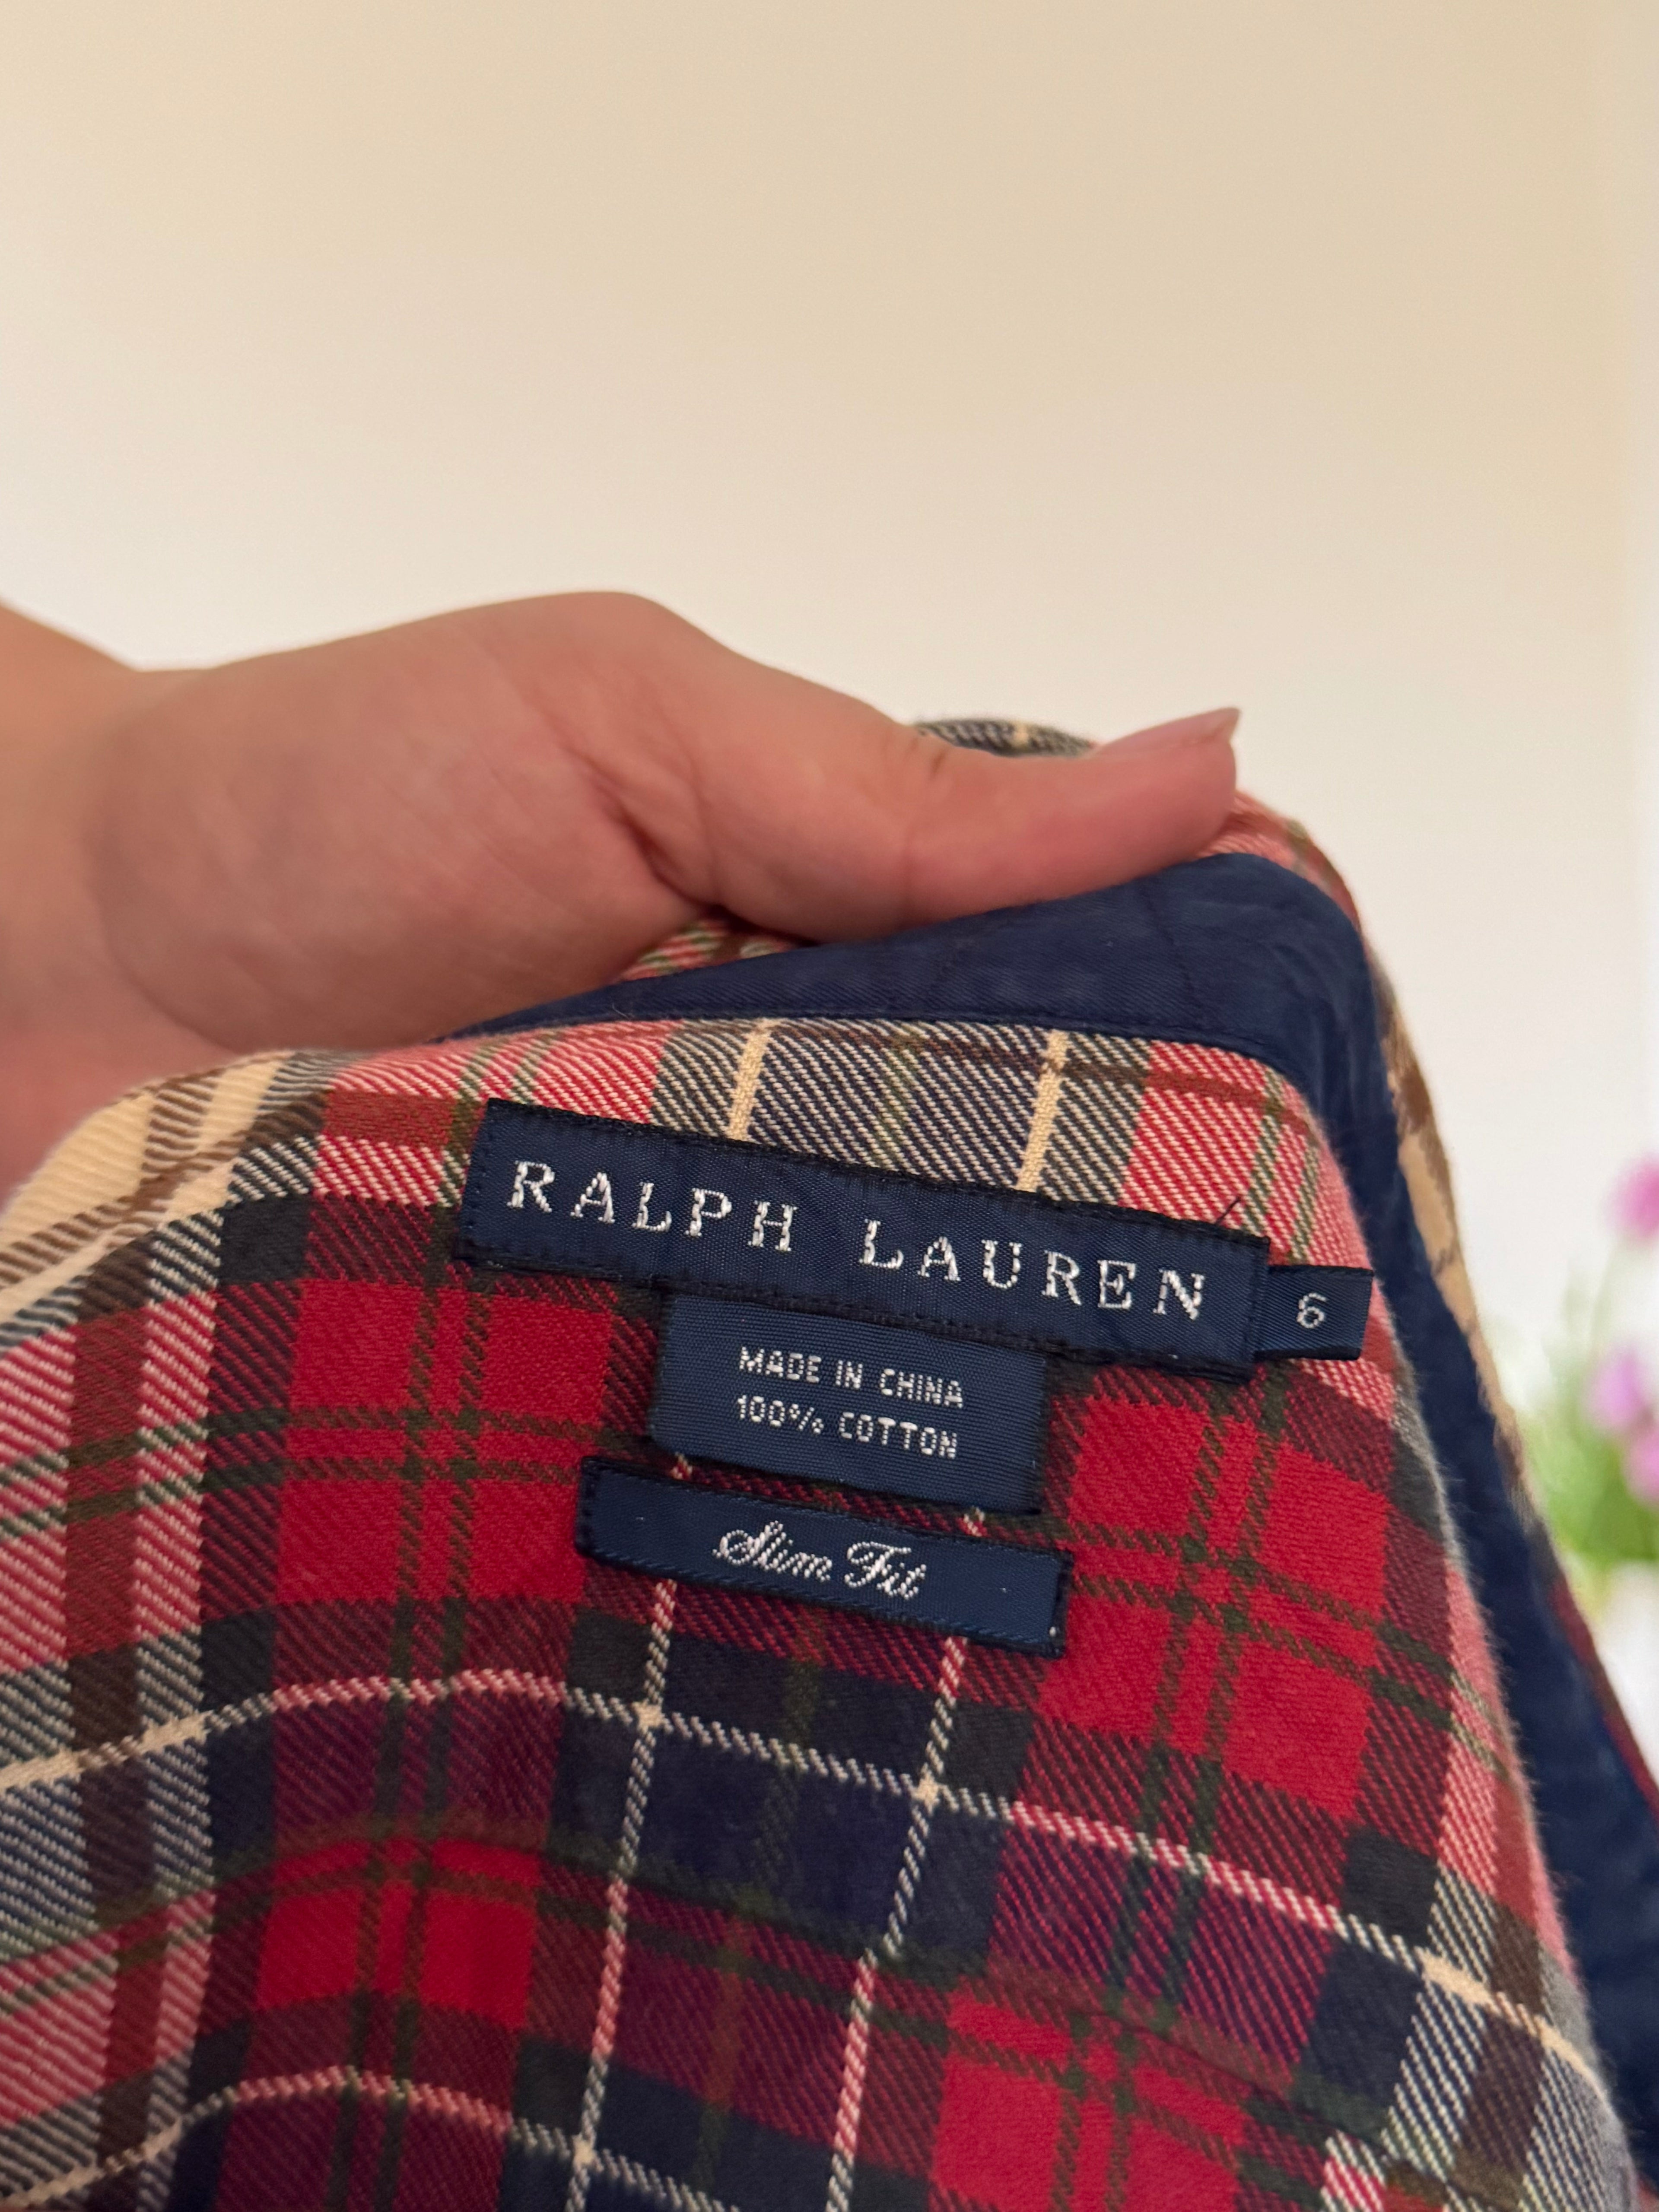 RALPH LAUREN
6
MADE IN CHINA
100% COTTON
Slim Fit